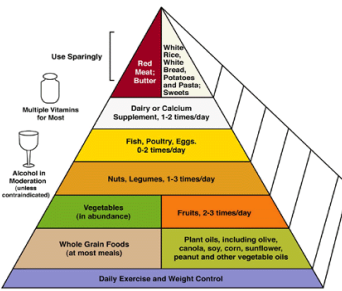 Use Sparingly
Red
Meat;
Butter
White
Rice,
White
Bread,
Potatoes
and Pasta;
Sweets
Multiple Vitamins
for Most
Dairy or Calcium
Supplement, 1-2 times/day
Fish, Poultry, Eggs.
0-2 times/day
Alcohol in
Moderation
(unless
contraindicated)
Nuts, Legumes, 1-3 times/day
Vegetables
(in abundance)
Fruits, 2-3 times/day
Whole Grain Foods
(at most meals)
Plant oils, including olive,
canola, soy, corn, sunflower,
peanut and other vegetable oils
Daily Exercise and Weight Control